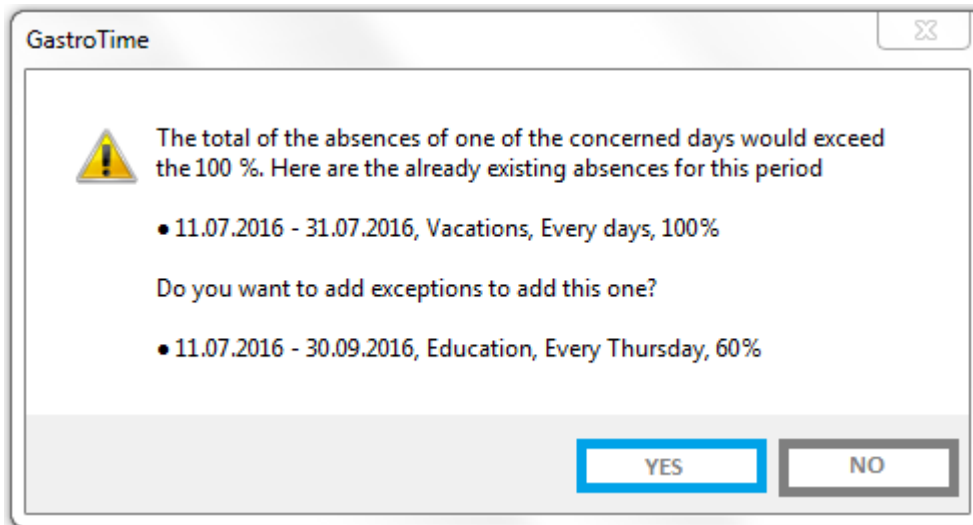 GastroTime
The total of the absences of one of the concerned days would exceed
the 100 %. Here are the already existing absences for this period
● 11.07.2016 - 31.07.2016, Vacations, Every days, 100%
Do you want to add exceptions to add this one?
● 11.07.2016 - 30.09.2016, Education, Every Thursday, 60%
YES NO